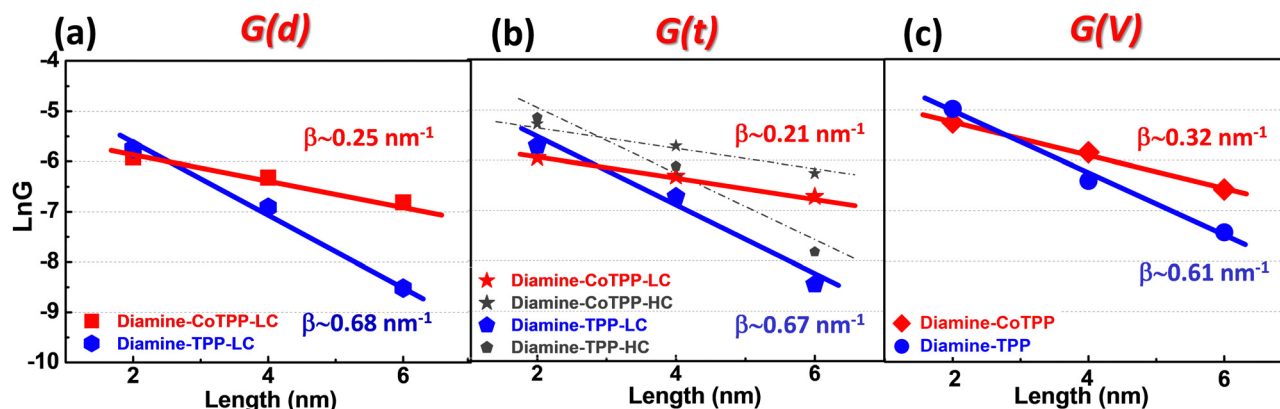 (a) G(d)
-4
-5
-6
-7
-8
-9
-10
LnG
β~0.25 nm⁻¹
β~0.68 nm⁻¹
Diamine-CoTPP-LC
Diamine-TPP-LC
2 4 6
Length (nm)
(b) G(t)
β~0.21 nm⁻¹
β~0.67 nm⁻¹
Diamine-CoTPP-LC
Diamine-CoTPP-HC
Diamine-TPP-LC
Diamine-TPP-HC
2 4 6
Length (nm)
(c) G(V)
β~0.32 nm⁻¹
β~0.61 nm⁻¹
Diamine-CoTPP
Diamine-TPP
2 4 6
Length (nm)